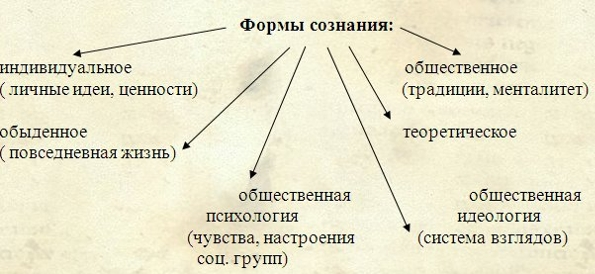 Формы сознания:
индивидуальное
( личные идеи, ценности)
общественное
(традиции, менталитет)
обыденное
( повседневная жизнь)
теоретическое
общественная
психология
(чувства, настроения
соц. групп)
общественная
идеология
(система взглядов)